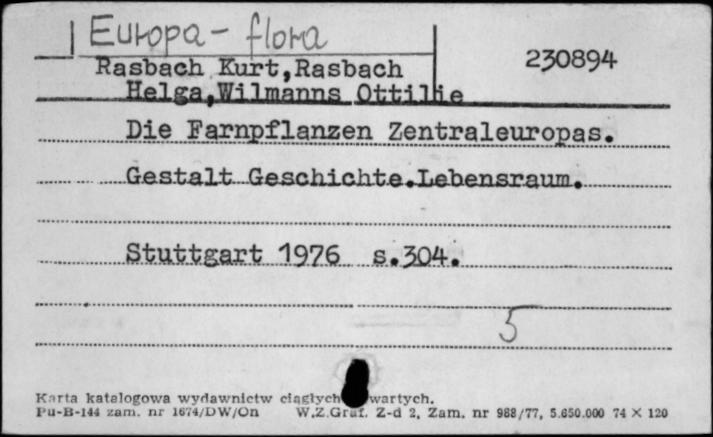 Europa - flora
230894
Rasbach Kurt,Rasbach
Helga,Wilmanns Ottilie
Die Farnpflanzen Zentraleuropas.
Gestalt Geschichte.Lebensraum.
Stuttgart 1976 s.304.
5
Karta katalogowa wydawnictw ciągłych wartych.
Pu-B-144 zam. nr 1674/DW/On W.Z.Graf. Z-d 2, Zam. nr 988/77, 5.650.000 74 X 120